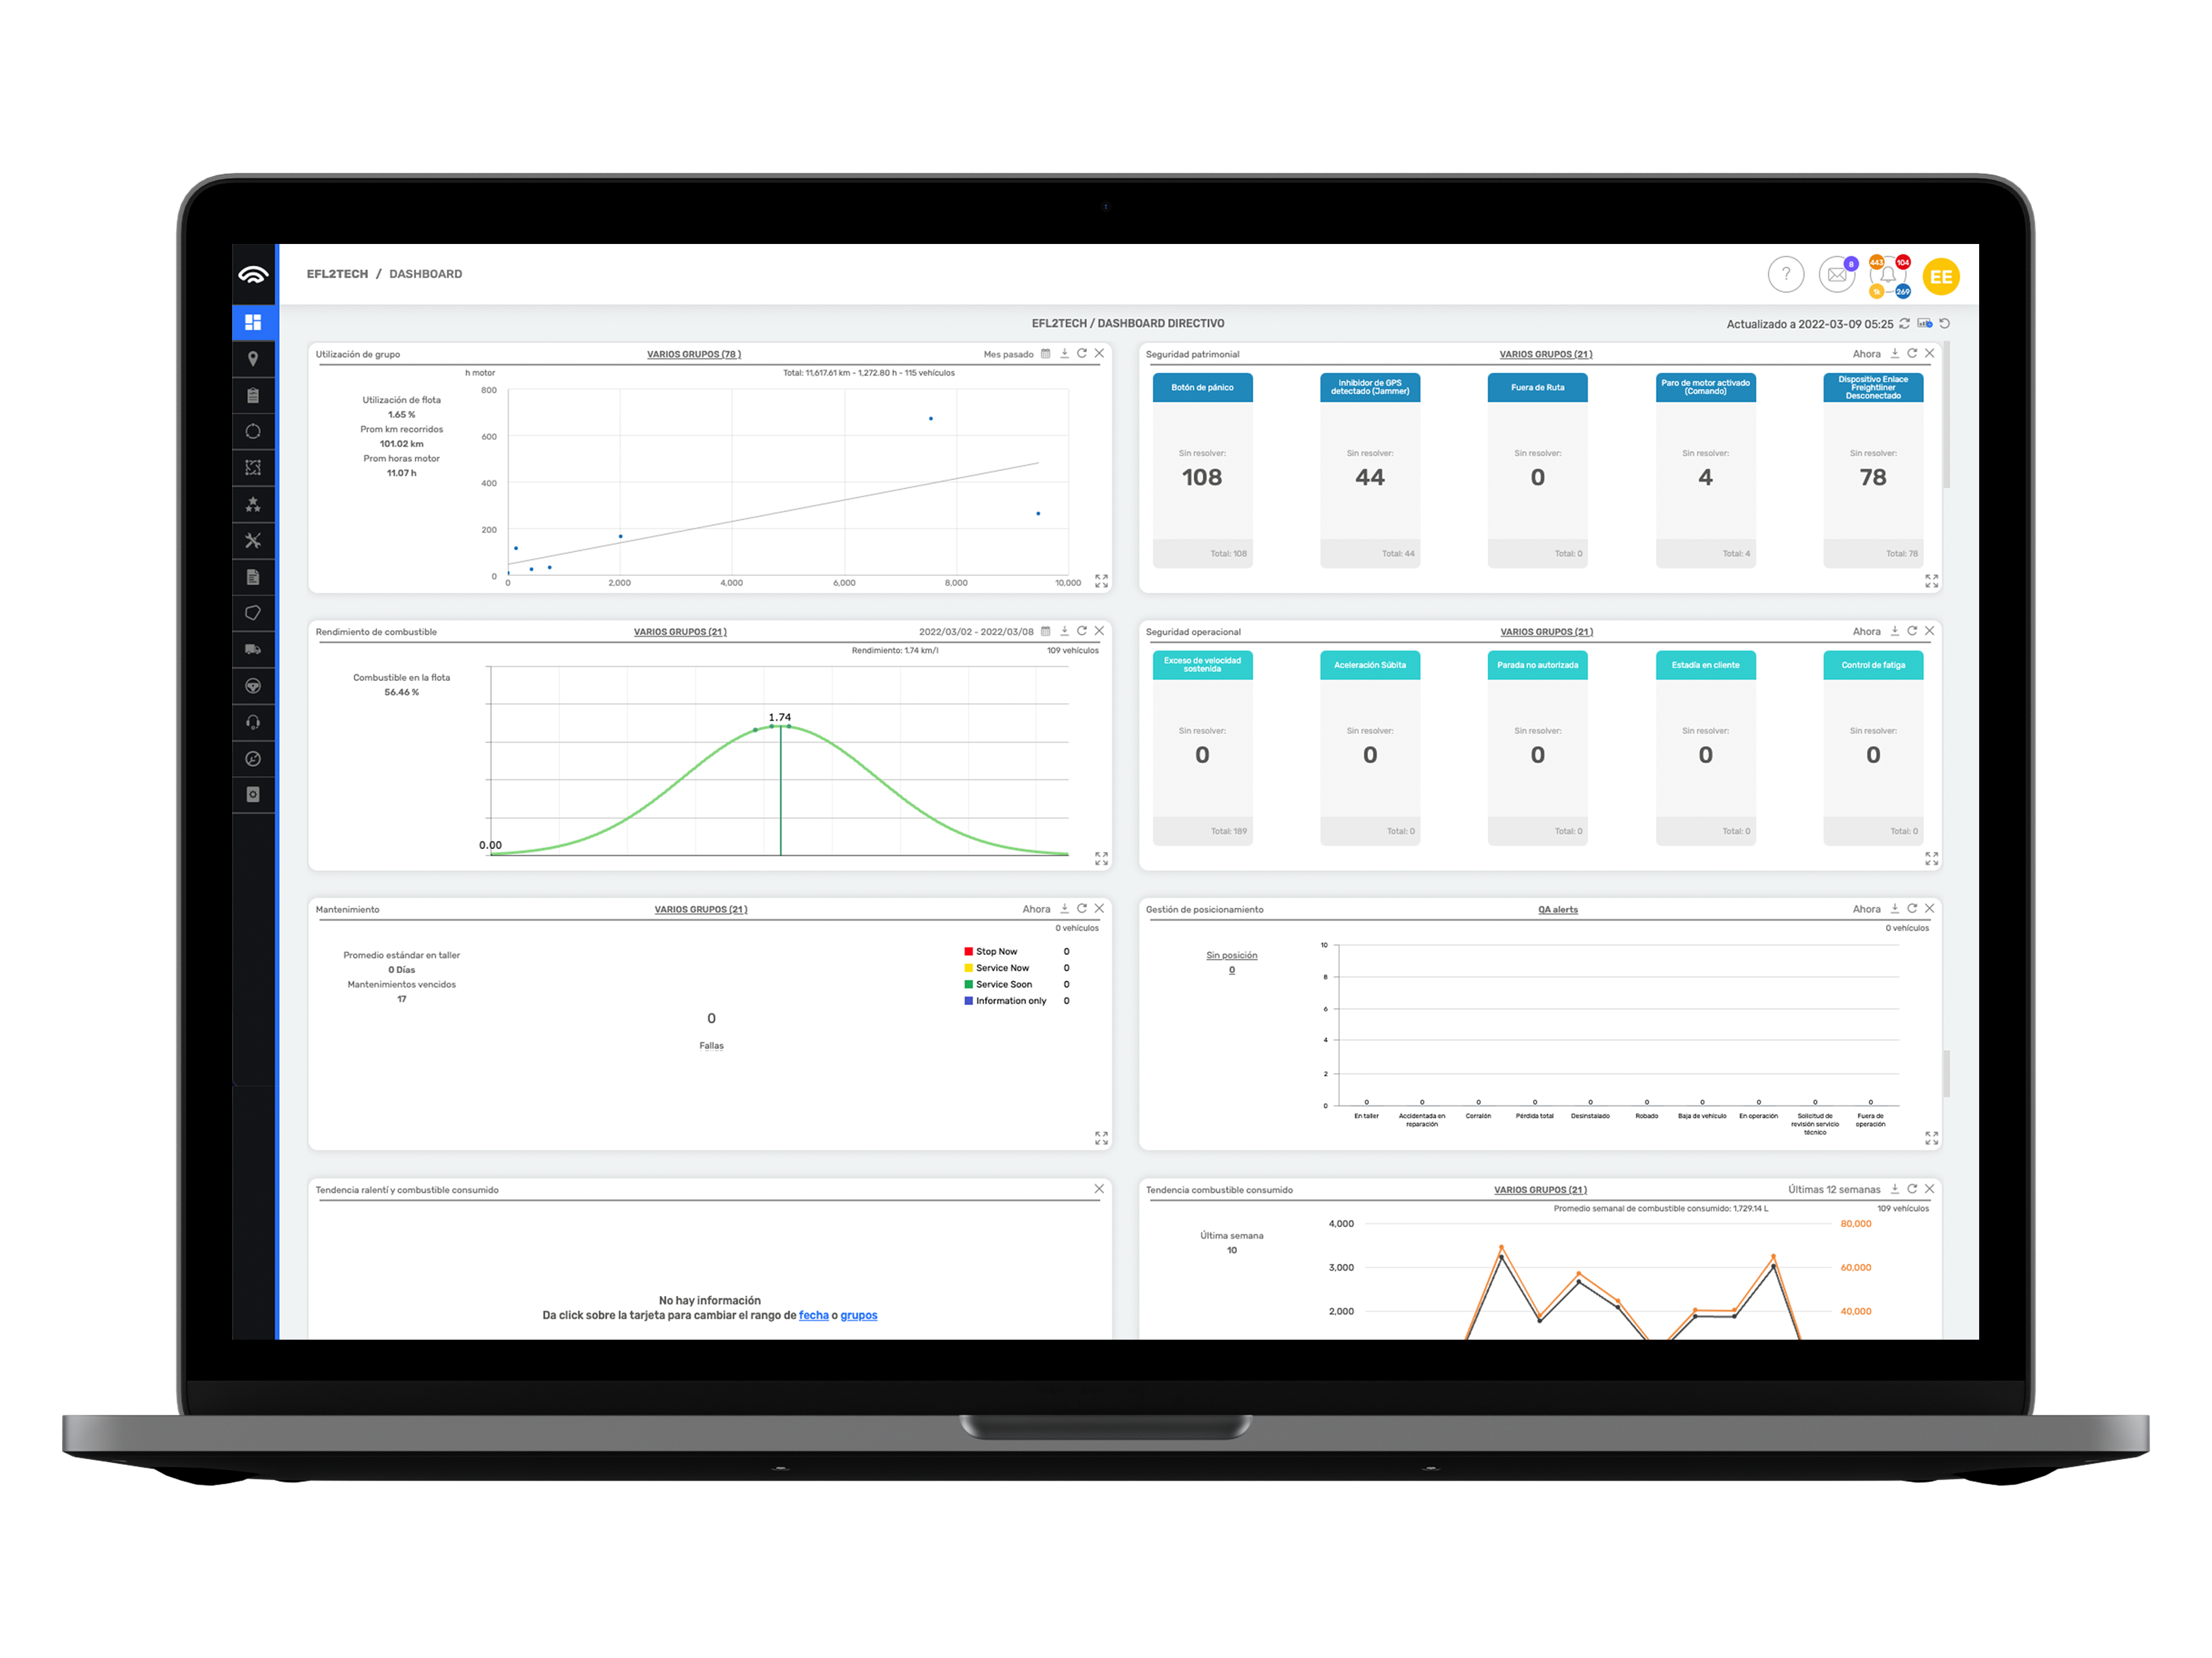 EFL2TECH / DASHBOARD
?
8
443
104
1k
269
EE
EFL2TECH / DASHBOARD DIRECTIVO
Actualizado a 2022-03-09 05:25
Utilización de grupo
VARIOS GRUPOS (78 )
Mes pasado
h motor
Total: 11,617.61 km - 1,272.80 h - 115 vehículos
Utilización de flota
1.65 %
Prom km recorridos
101.02 km
Prom horas motor
11.07 h
800
600
400
200
0
0
2,000
4,000
6,000
8,000
10,000
Seguridad patrimonial
VARIOS GRUPOS (21 )
Ahora
Botón de pánico
Sin resolver:
108
Total: 108
Inhibidor de GPS
detectado (Jammer)
Sin resolver:
44
Total: 44
Fuera de Ruta
Sin resolver:
0
Total: 0
Paro de motor activado
(Comando)
Sin resolver:
4
Total: 4
Dispositivo Enlace
Freightliner
Desconectado
Sin resolver:
78
Total: 78
Rendimiento de combustible
VARIOS GRUPOS (21 )
2022/03/02 - 2022/03/08
Rendimiento: 1.74 km/l
109 vehículos
Combustible en la flota
56.46 %
1.74
0.00
Seguridad operacional
VARIOS GRUPOS (21 )
Ahora
Exceso de velocidad
sostenida
Sin resolver:
0
Total: 189
Aceleración Súbita
Sin resolver:
0
Total: 0
Parada no autorizada
Sin resolver:
0
Total: 0
Estadía en cliente
Sin resolver:
0
Total: 0
Control de fatiga
Sin resolver:
0
Total: 0
Mantenimiento
VARIOS GRUPOS (21 )
Ahora
0 vehículos
Promedio estándar en taller
0 Días
Mantenimientos vencidos
17
0
Fallas
Stop Now 0
Service Now 0
Service Soon 0
Information only 0
Gestión de posicionamiento
QA alerts
Ahora
0 vehículos
Sin posición
0
10
8
6
4
2
0
0 0 0 0 0 0 0 0 0 0
En taller
Accidentada en
reparación
Corralón
Pérdida total
Desinstalado
Robado
Baja de vehículo
En operación
Solicitud de
revisión servicio
técnico
Fuera de
operación
Tendencia ralentí y combustible consumido
No hay información
Da click sobre la tarjeta para cambiar el rango de fecha o grupos
Tendencia combustible consumido
VARIOS GRUPOS (21 )
Últimas 12 semanas
Promedio semanal de combustible consumido: 1,729.14 L
109 vehículos
Última semana
10
4,000
3,000
2,000
80,000
60,000
40,000